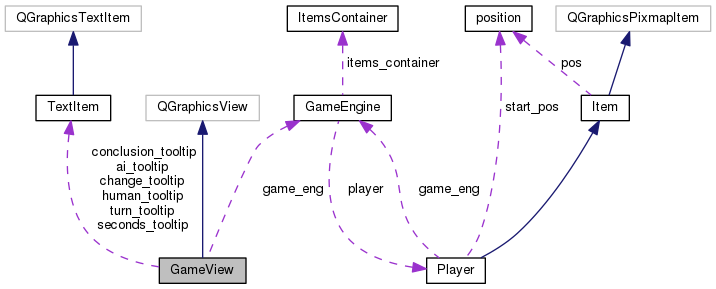 QGraphicsTextItem
ItemsContainer
position
QGraphicsPixmapItem
items_container
pos
TextItem
QGraphicsView
GameEngine
start_pos
Item
conclusion_tooltip
ai_tooltip
change_tooltip
human_tooltip
turn_tooltip
seconds_tooltip
game_eng
player
game_eng
GameView
Player